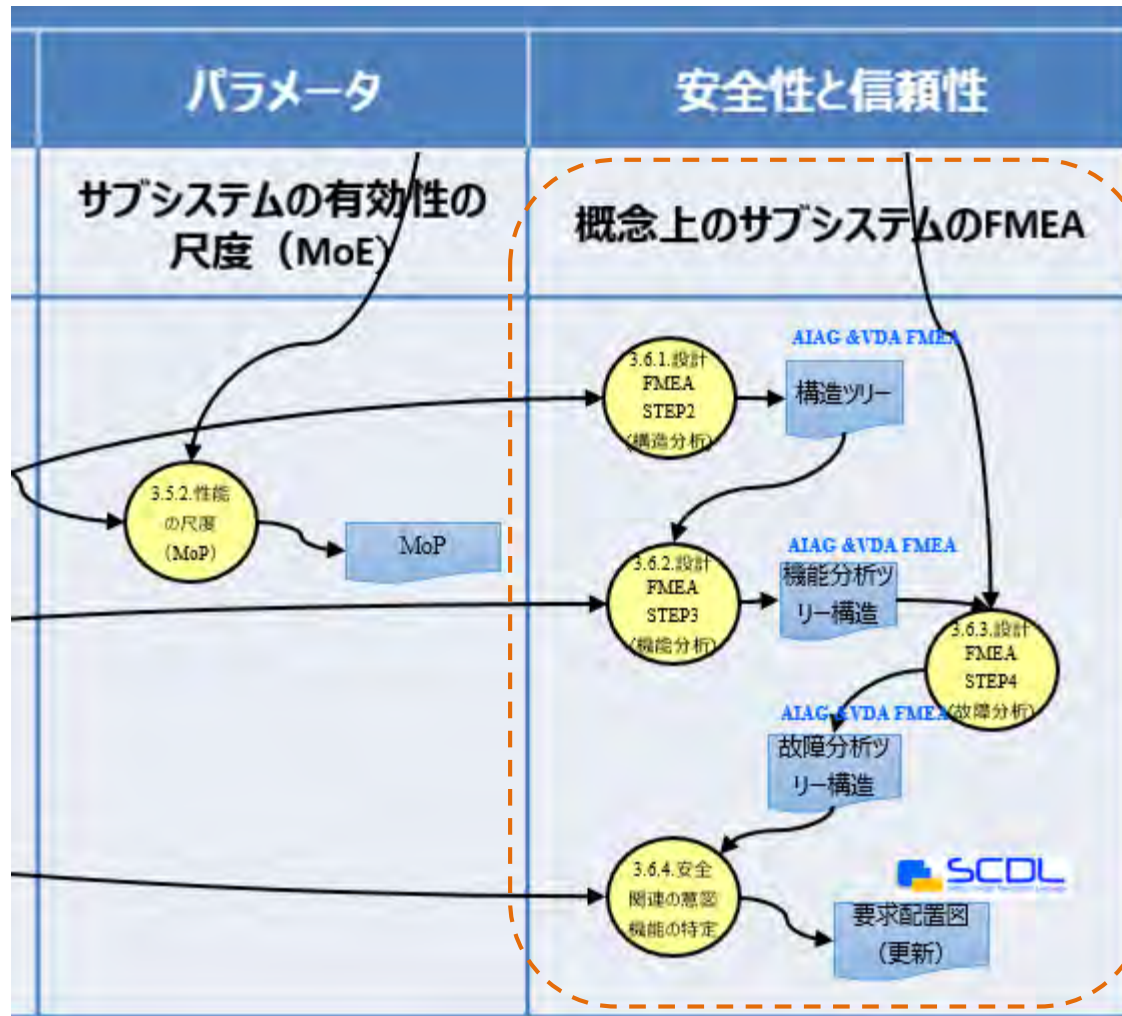 パラメータ
安全性と信頼性
サブシステムの有効性の
尺度（MoE）
概念上のサブシステムのFMEA
AIAG &VDA FMEA
3.6.1.設計
FMEA
STEP2
(構造分析)
構造ツリー
3.5.2.性能
の尺度
(MoP)
MoP
AIAG &VDA FMEA
3.6.2.設計
FMEA
STEP3
(機能分析)
機能分析ツ
リー構造
3.6.3.設計
FMEA
STEP4
(故障分析)
AIAG &VDA FMEA
故障分析ツ
リー構造
3.6.4.安全
関連の意図
機能の特定
SCDL
要求配置図
（更新）